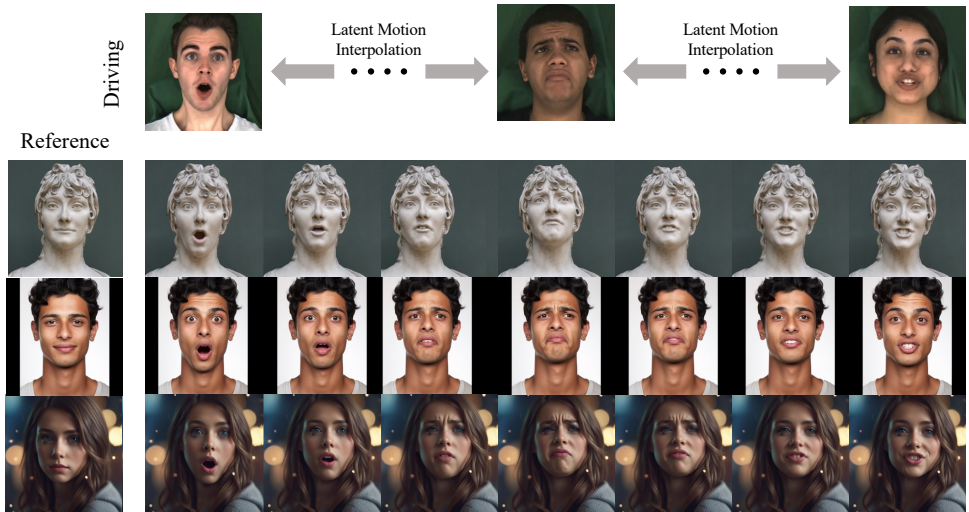 Driving
Latent Motion
Interpolation
Latent Motion
Interpolation
Reference